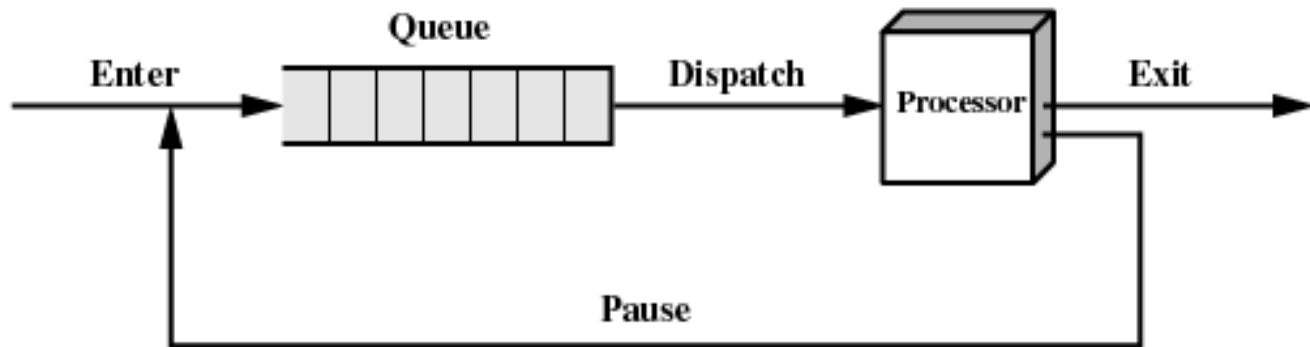 Queue
Enter
Dispatch
Processor
Exit
Pause